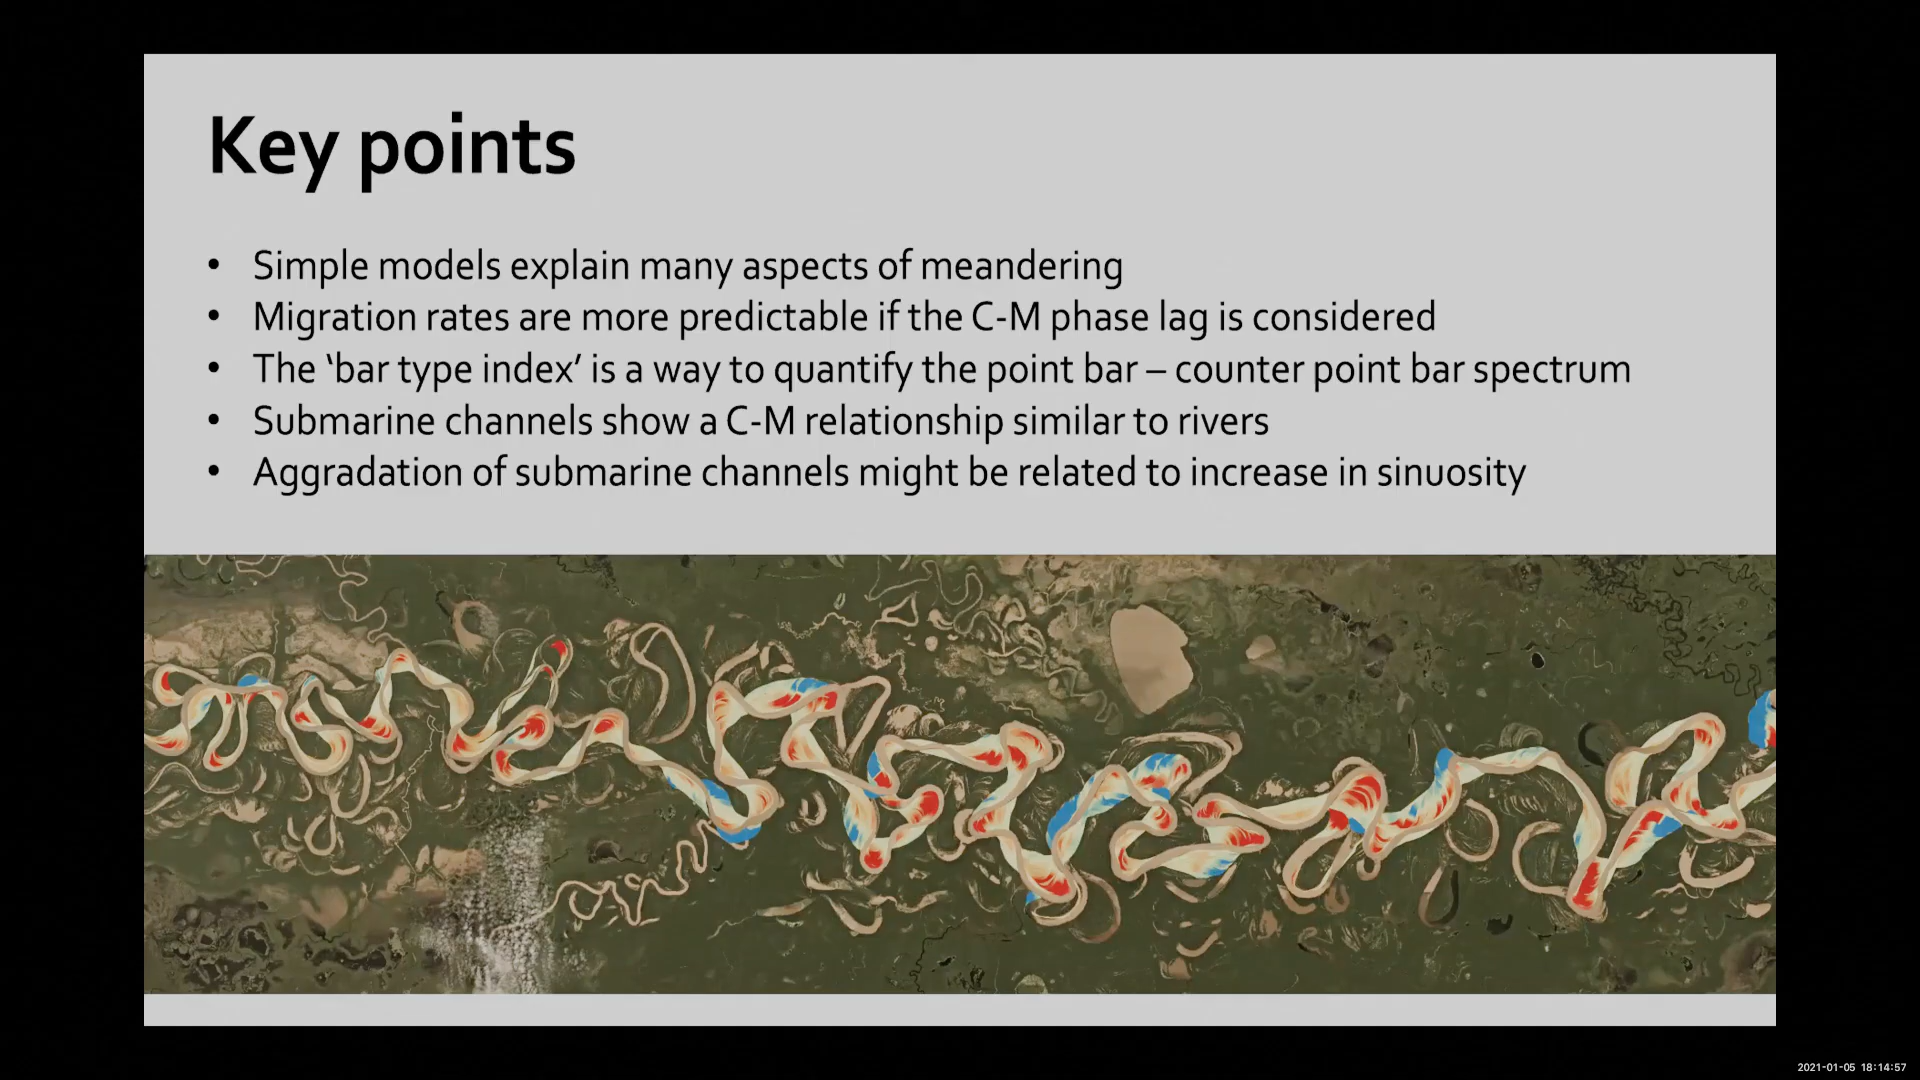 Key points
• Simple models explain many aspects of meandering
• Migration rates are more predictable if the C-M phase lag is considered
• The ‘bar type index’ is a way to quantify the point bar – counter point bar spectrum
• Submarine channels show a C-M relationship similar to rivers
• Aggradation of submarine channels might be related to increase in sinuosity
2021-01-05 18:14:57